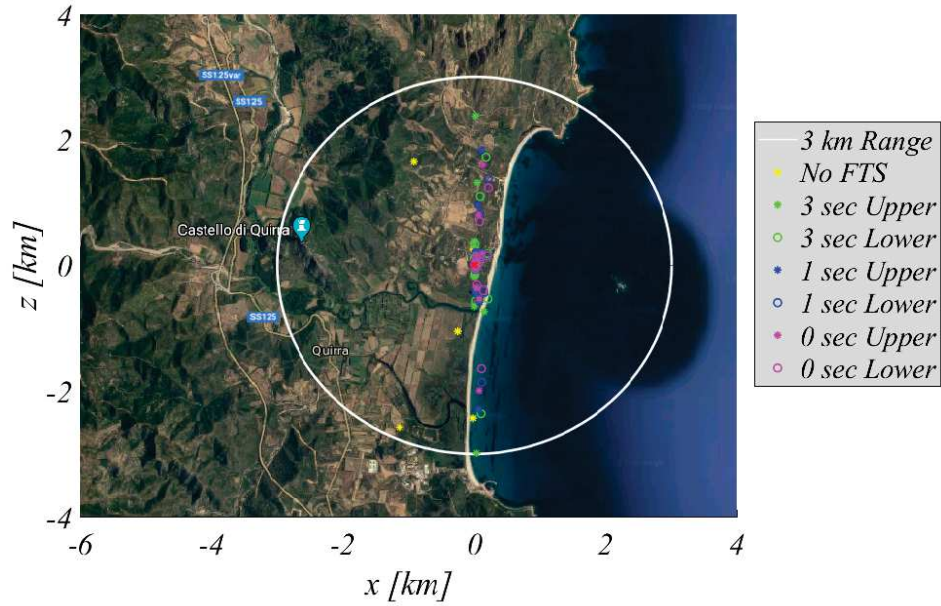 4
2
0
-2
-4
z [km]
-6
-4
-2
0
2
4
x [km]
SS125var
SS125
Castello di Quirra
SS125
Quirra
3 km Range
No FTS
3 sec Upper
3 sec Lower
1 sec Upper
1 sec Lower
0 sec Upper
0 sec Lower